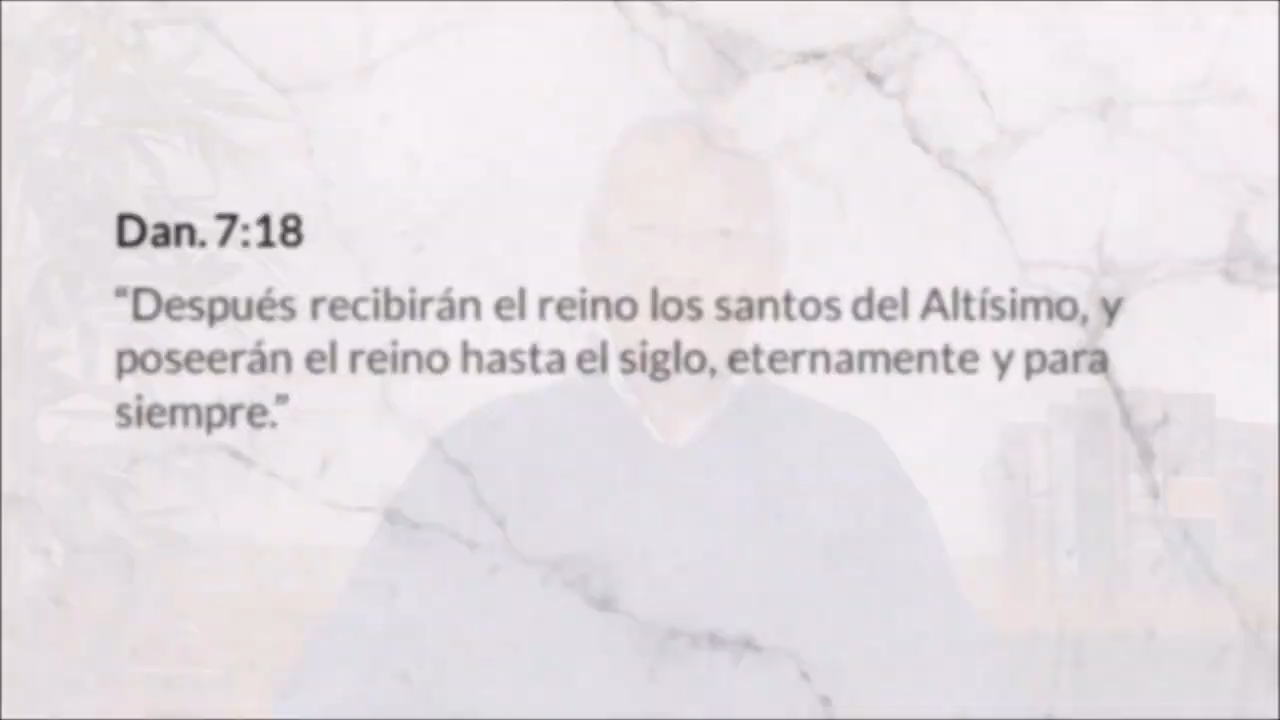 Dan. 7:18
“Después recibirán el reino los santos del Altísimo, y
poseerán el reino hasta el siglo, eternamente y para
siempre.”